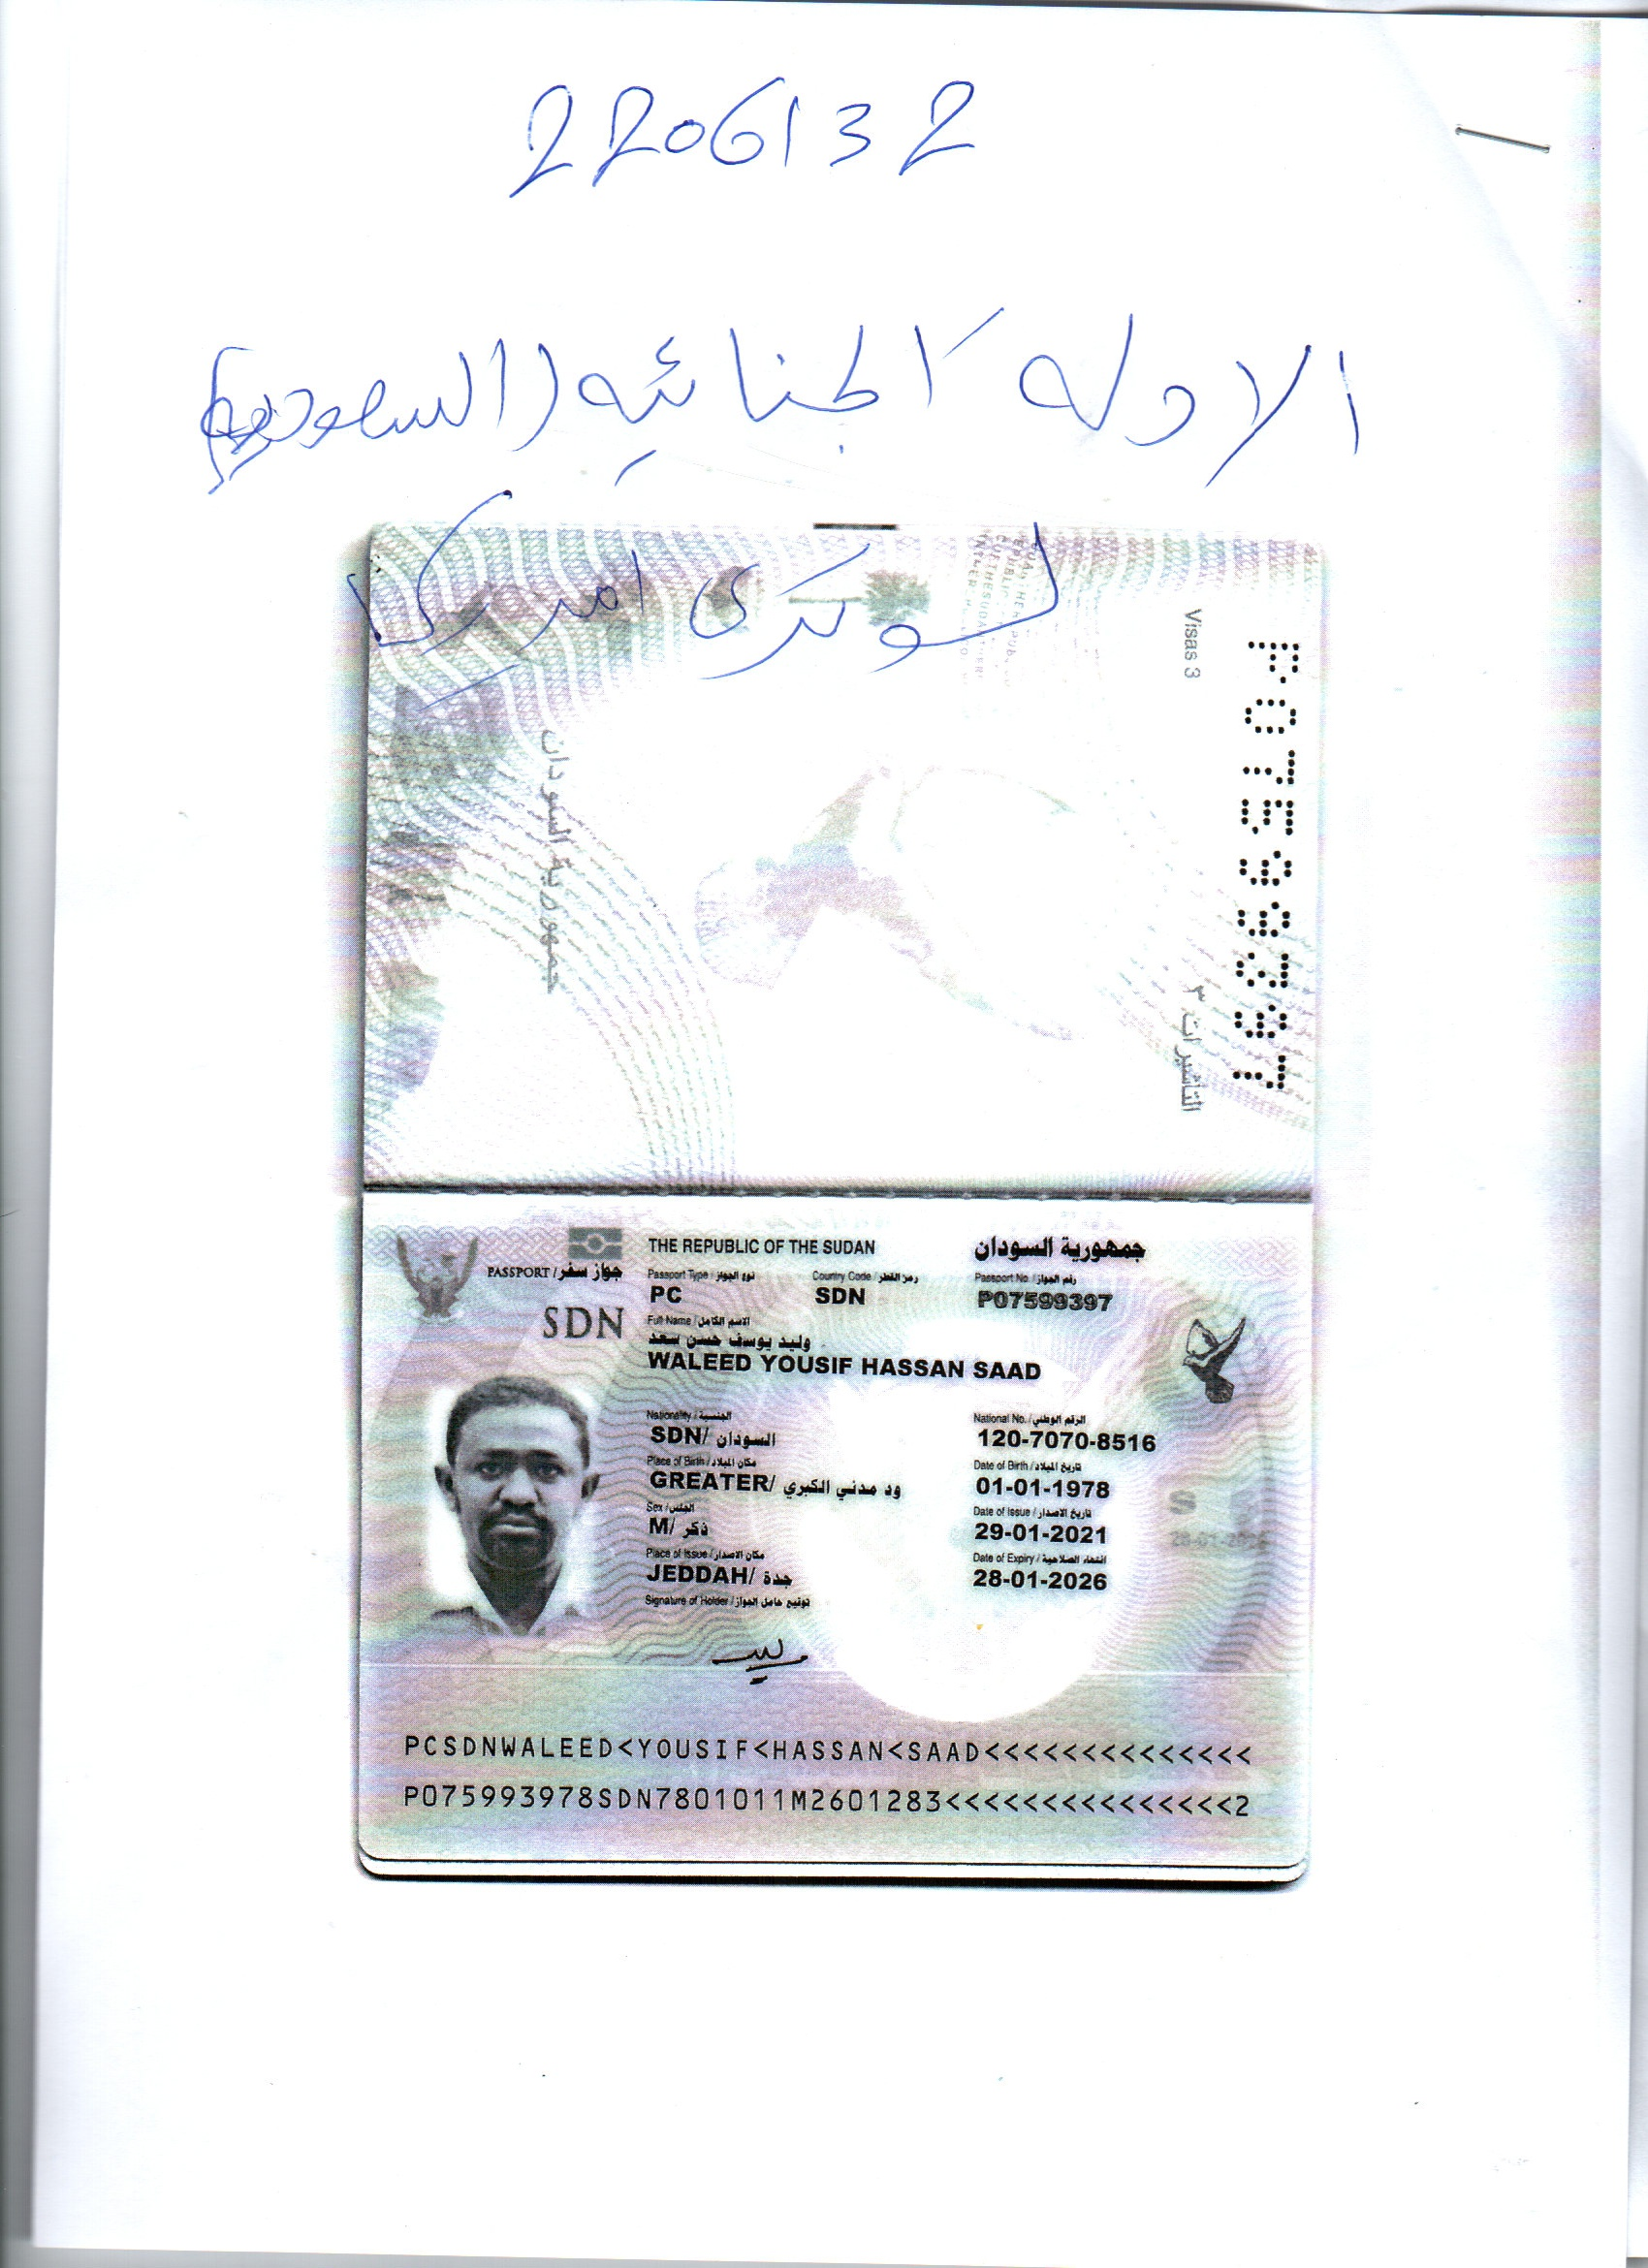 2206132
الادله الجنائيه (السعوديه)
امريكا
Visas 3
التأشيرات ٣
P07599397
جمهورية السودان
THE REPUBLIC OF THE SUDAN
جمهورية السودان
PASSPORT / جواز سفر
Passport Type / نوع الجواز
Country Code / رمز القطر
Passport No. / رقم الجواز
PC
SDN
P07599397
SDN
Full Name / الاسم الكامل
وليد يوسف حسن سعد
WALEED YOUSIF HASSAN SAAD
Nationality / الجنسية
National No. / الرقم الوطني
SDN/ السودان
120-7070-8516
Place of Birth / مكان الميلاد
Date of Birth / تاريخ الميلاد
GREATER/ ود مدني الكبري
01-01-1978
Sex / الجنس
Date of Issue / تاريخ الاصدار
M/ ذكر
29-01-2021
Place of Issue / مكان الاصدار
Date of Expiry / انتهاء الصلاحية
JEDDAH/ جدة
28-01-2026
Signature of Holder / توقيع حامل الجواز
PCSDNWALEED<YOUSIF<HASSAN<SAAD<<<<<<<<<<<<<<
P075993978SDN7801011M2601283<<<<<<<<<<<<<<<2